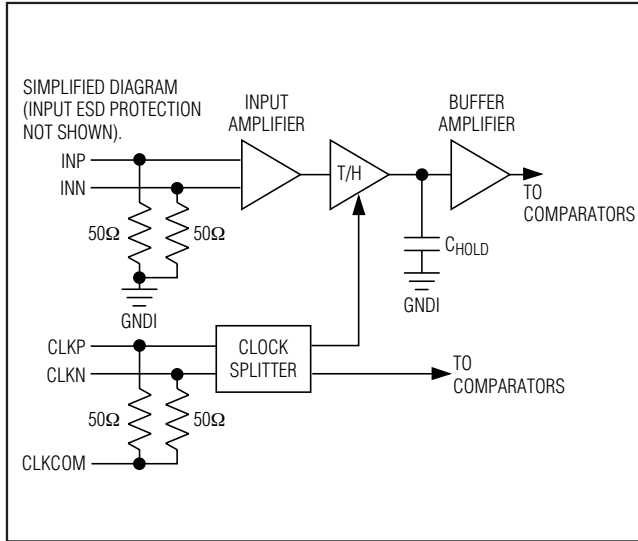 SIMPLIFIED DIAGRAM
(INPUT ESD PROTECTION
NOT SHOWN).
INPUT
AMPLIFIER
BUFFER
AMPLIFIER
INP
INN
T/H
TO
COMPARATORS
50Ω
50Ω
CHOLD
GNDI
GNDI
CLKP
CLKN
CLOCK
SPLITTER
TO
COMPARATORS
50Ω
50Ω
CLKCOM